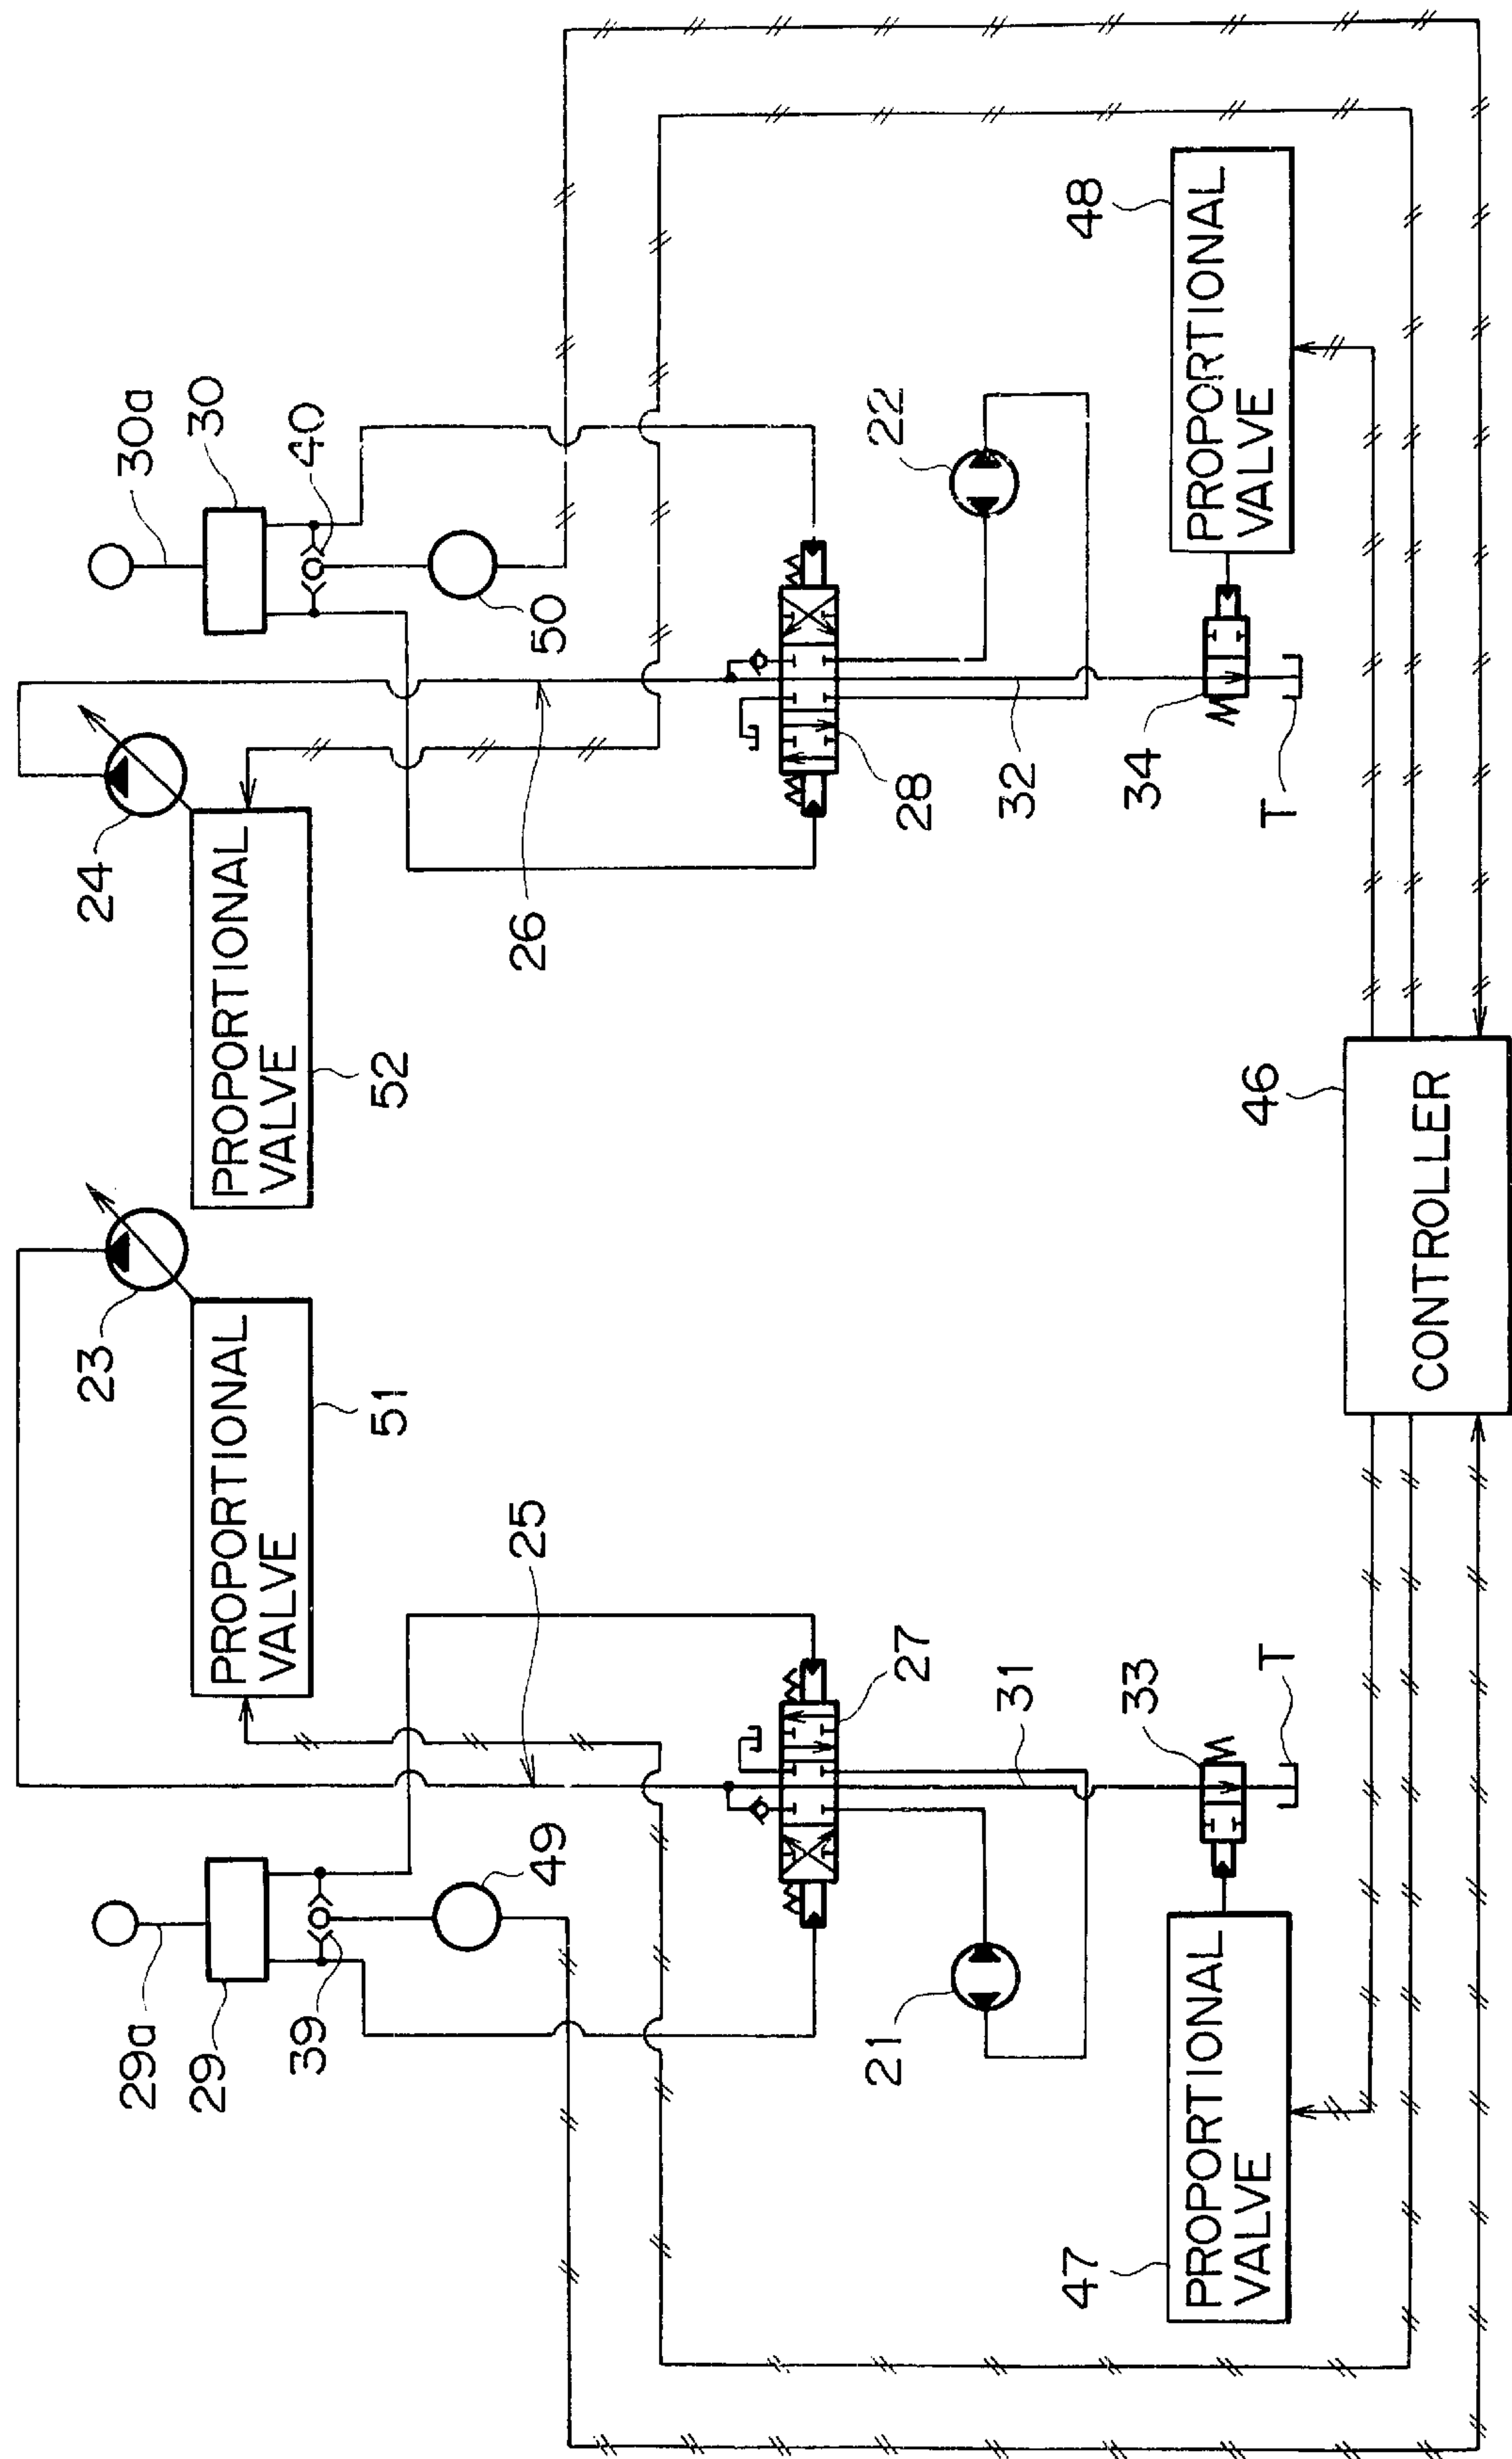 29a
29
39
49
23
24
30a
30
40
50
PROPORTIONAL
VALVE
51
PROPORTIONAL
VALVE
52
25
26
27
28
21
22
31
32
33
34
T
T
47
PROPORTIONAL
VALVE
48
PROPORTIONAL
VALVE
46
CONTROLLER